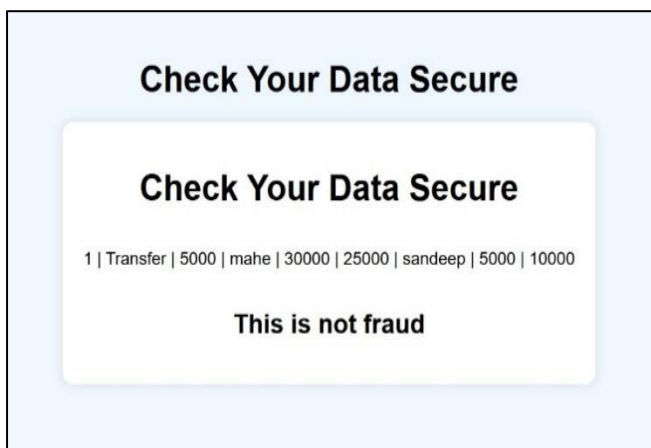 Check Your Data Secure
Check Your Data Secure
1 | Transfer | 5000 | mahe | 30000 | 25000 | sandeep | 5000 | 10000
This is not fraud